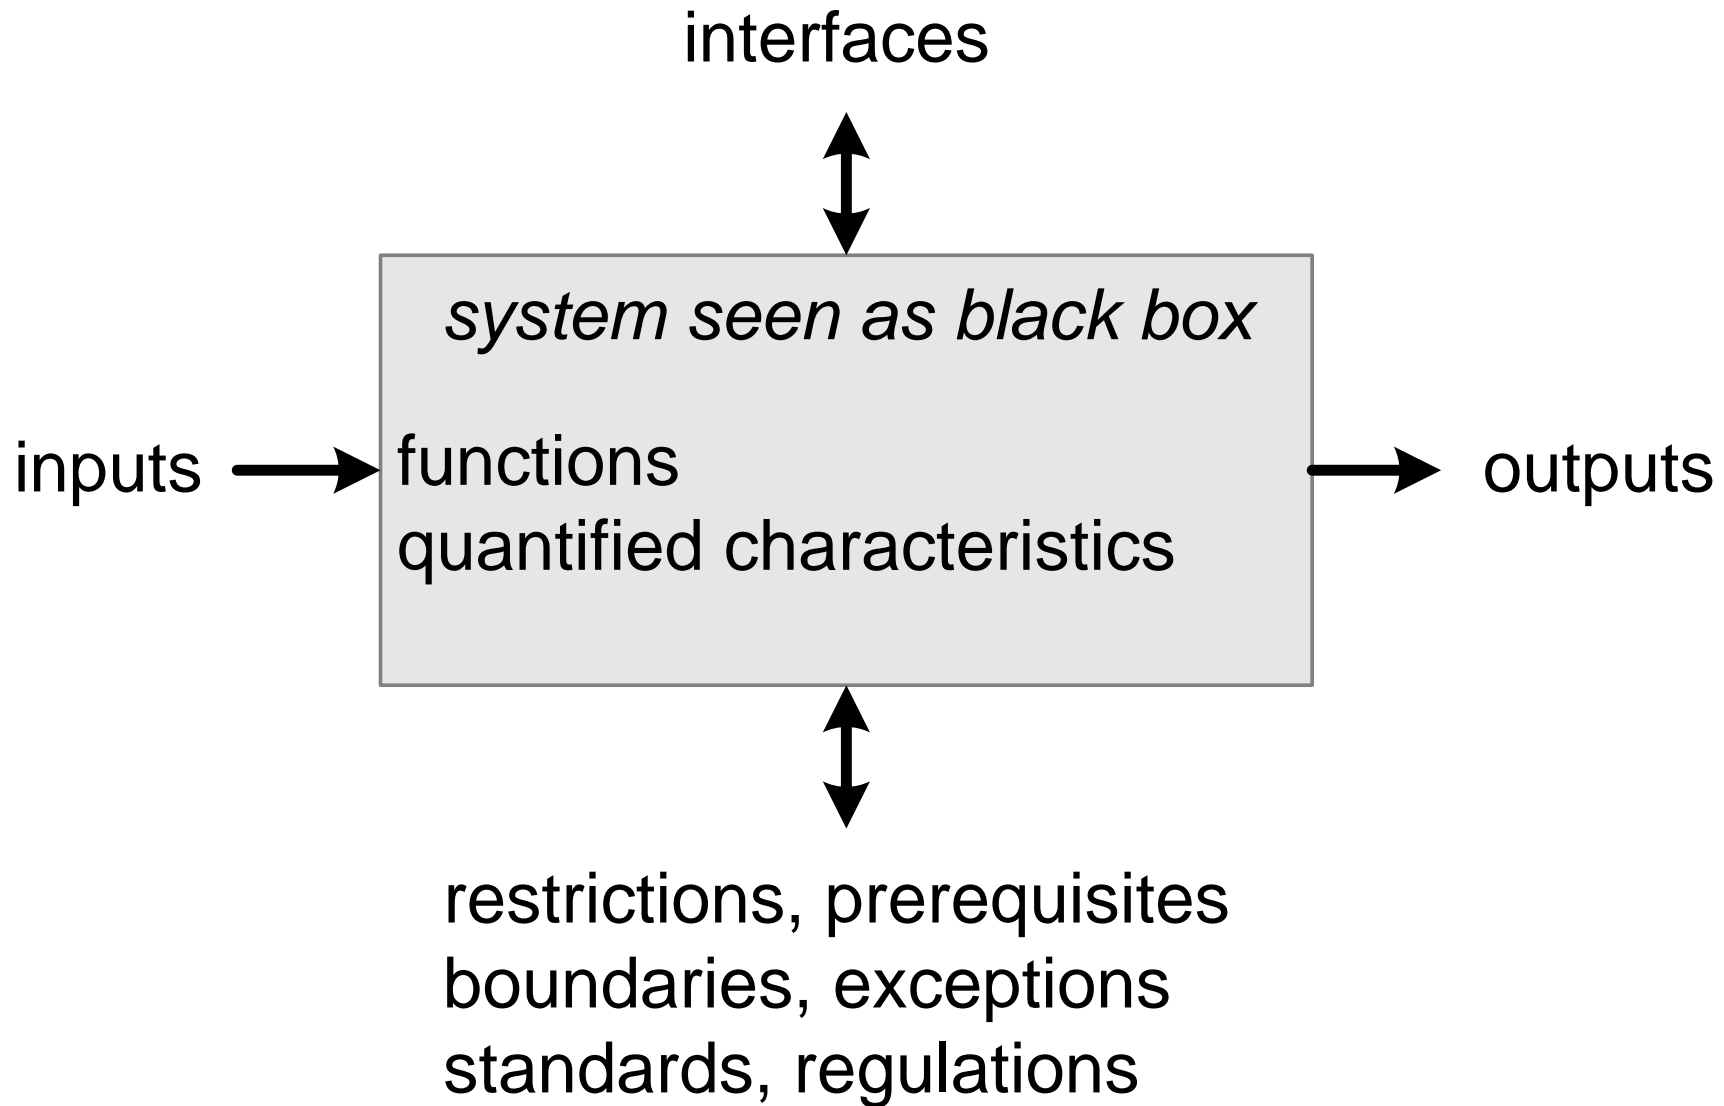 interfaces
system seen as black box
inputs
functions
quantified characteristics
outputs
restrictions, prerequisites
boundaries, exceptions
standards, regulations